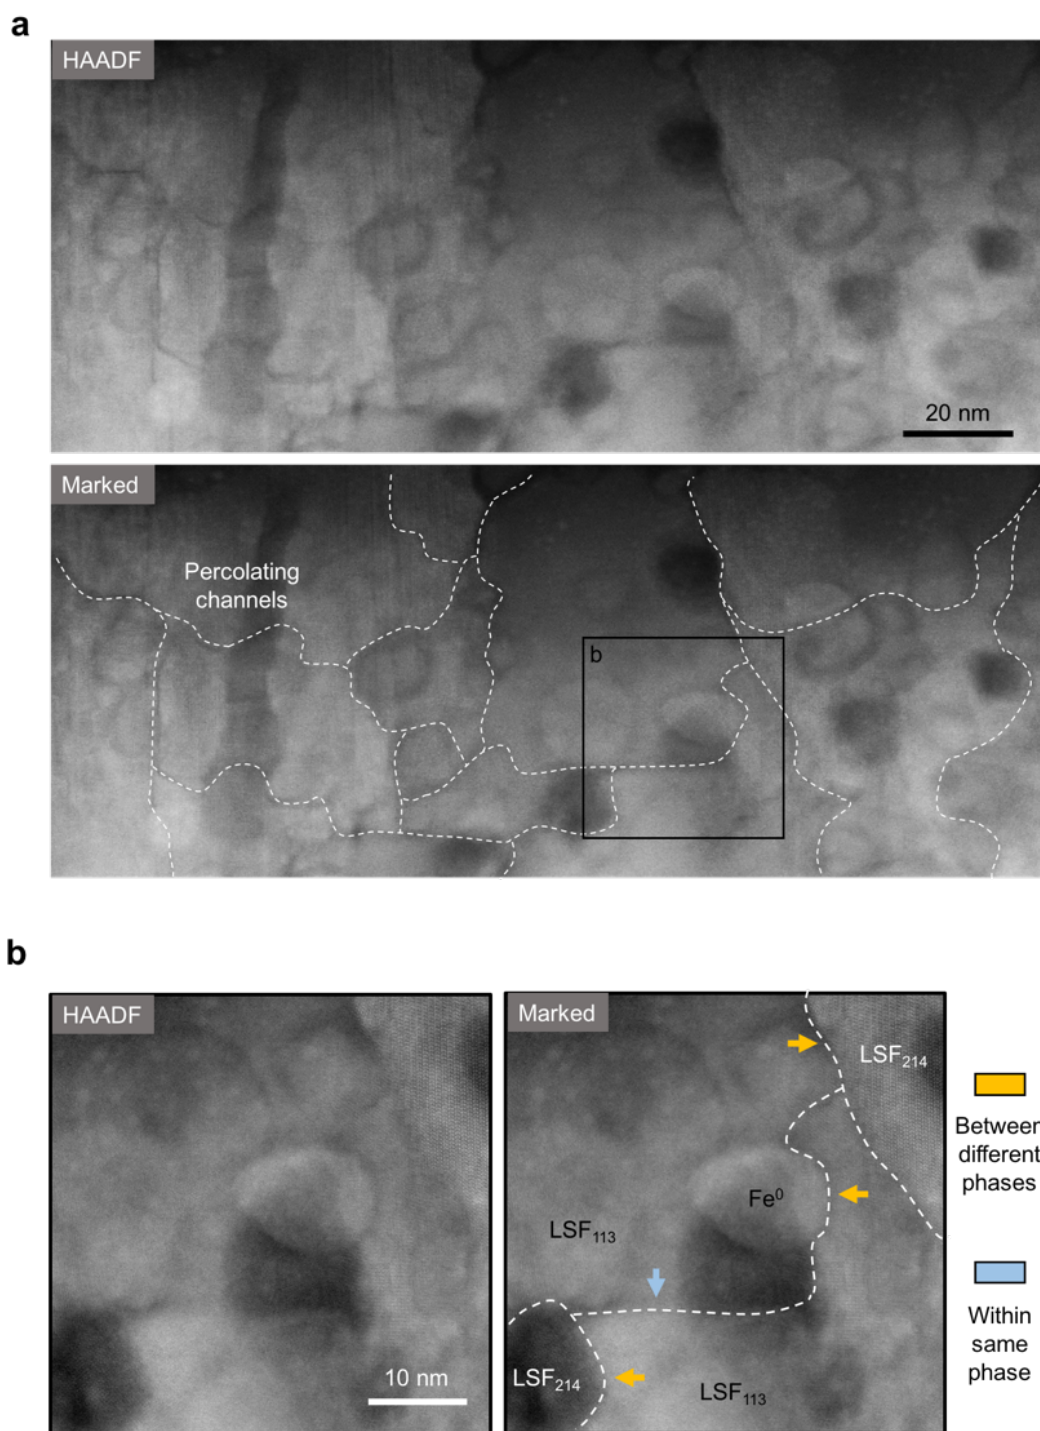 a
HAADF
20 nm
Marked
Percolating
channels
b
b
HAADF
10 nm
Marked
LSF₂₁₄
Fe⁰
LSF₁₁₃
LSF₂₁₄
LSF₁₁₃
Between
different
phases
Within
same
phase